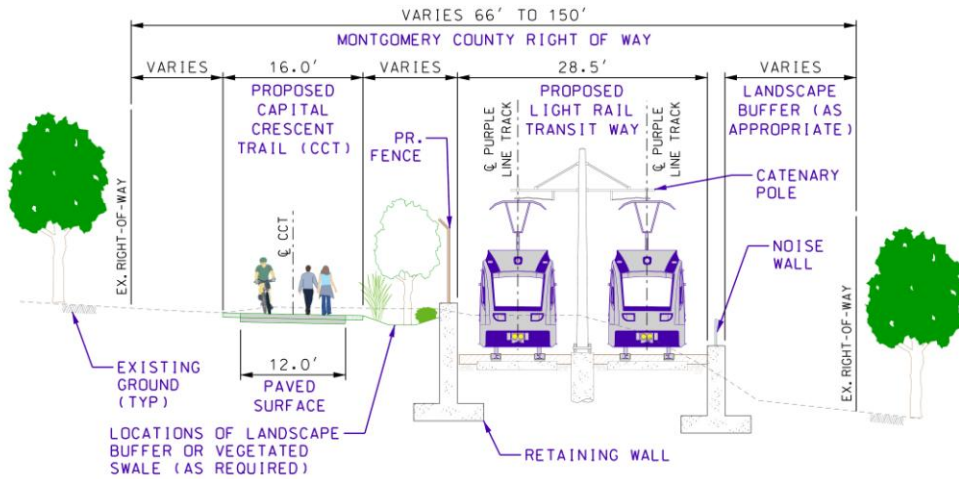 VARIES 66' TO 150'
MONTGOMERY COUNTY RIGHT OF WAY
VARIES
16.0'
VARIES
28.5'
VARIES
PROPOSED
CAPITAL
CRESCENT
TRAIL (CCT)
PROPOSED
LIGHT RAIL
TRANSIT WAY
LANDSCAPE
BUFFER (AS
APPROPRIATE)
PR.
FENCE
℄ PURPLE
LINE TRACK
℄ PURPLE
LINE TRACK
CATENARY
POLE
EX. RIGHT-OF-WAY
℄ CCT
NOISE
WALL
EX. RIGHT-OF-WAY
EXISTING
GROUND
(TYP)
12.0'
PAVED
SURFACE
LOCATIONS OF LANDSCAPE
BUFFER OR VEGETATED
SWALE (AS REQUIRED)
RETAINING WALL